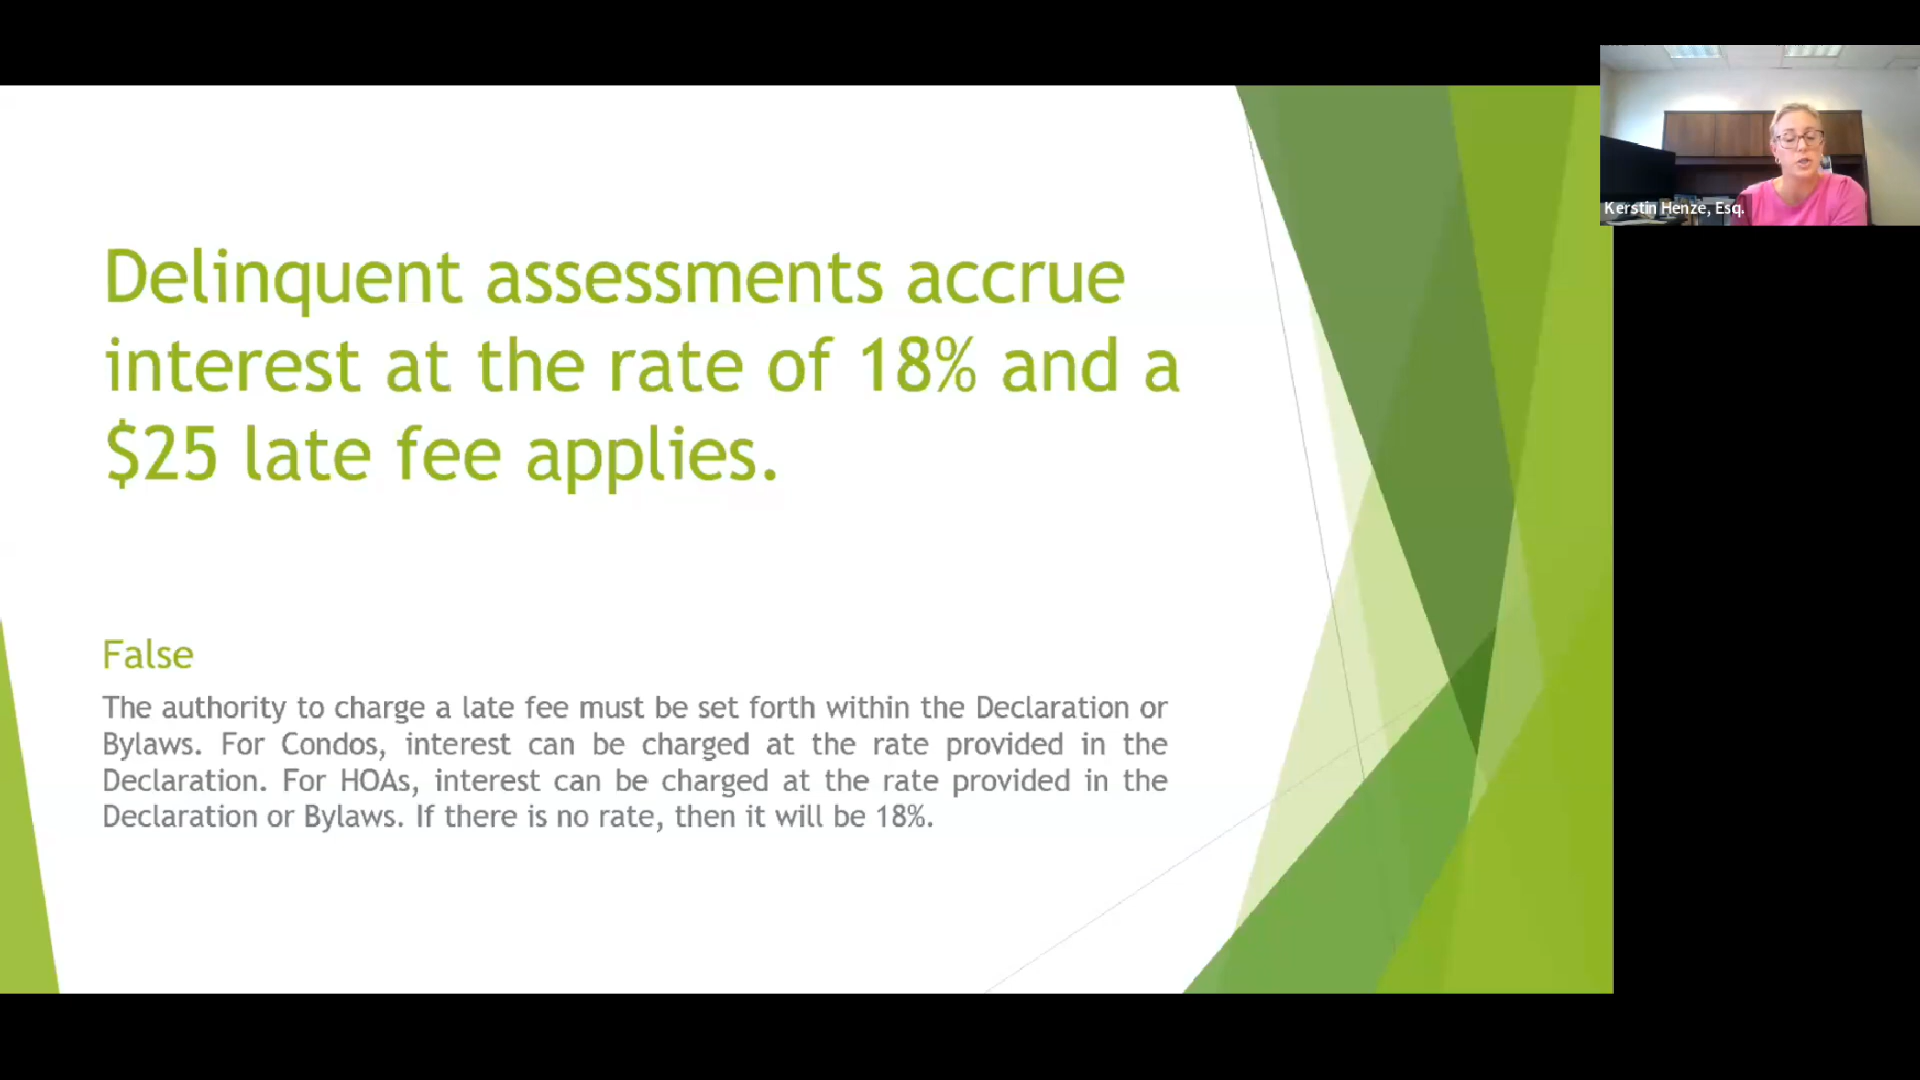 Kerstin Henze, Esq.
Delinquent assessments accrue
interest at the rate of 18% and a
$25 late fee applies.
False
The authority to charge a late fee must be set forth within the Declaration or
Bylaws. For Condos, interest can be charged at the rate provided in the
Declaration. For HOAs, interest can be charged at the rate provided in the
Declaration or Bylaws. If there is no rate, then it will be 18%.